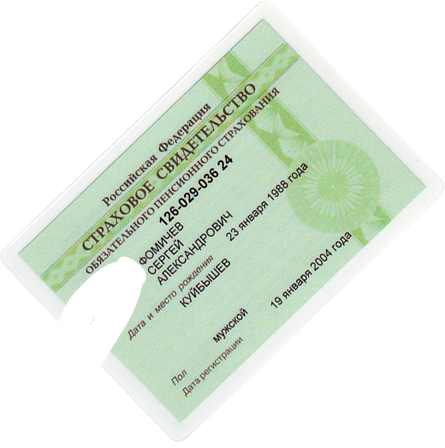 Российская Федерация
СТРАХОВОЕ СВИДЕТЕЛЬСТВО
ОБЯЗАТЕЛЬНОГО ПЕНСИОННОГО СТРАХОВАНИЯ
126-029-036 24
ФОМИЧЕВ
СЕРГЕЙ
АЛЕКСАНДРОВИЧ
Дата и место рождения 23 января 1988 года
КУЙБЫШЕВ
Пол мужской
Дата регистрации 19 января 2004 года